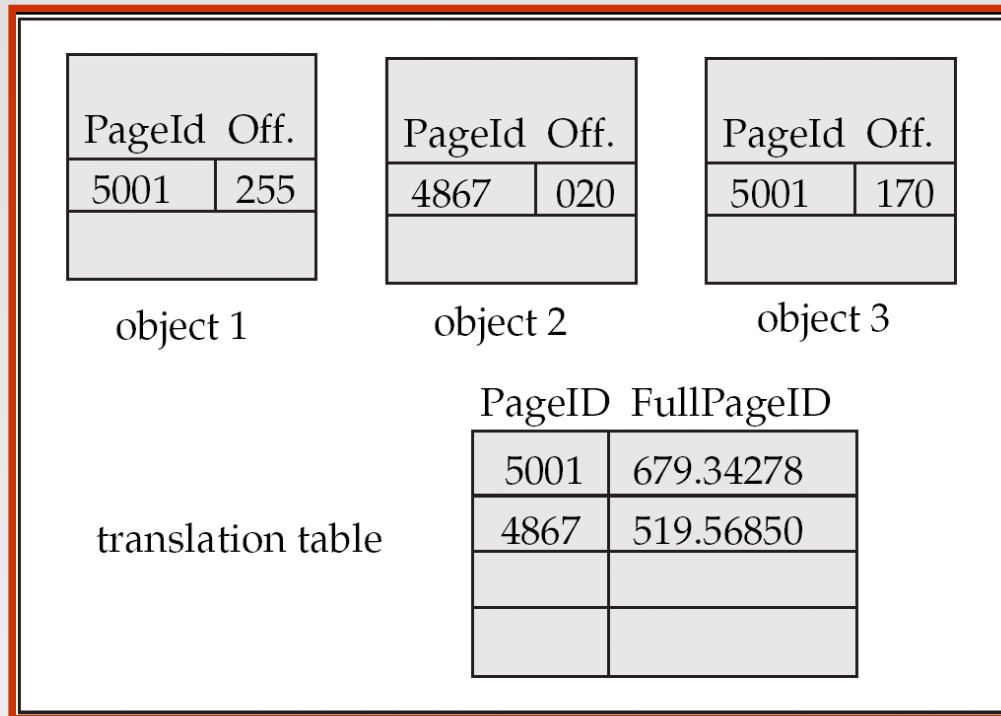 PageId Off.
5001 255
object 1
PageId Off.
4867 020
object 2
PageId Off.
5001 170
object 3
PageID FullPageID
5001 679.34278
4867 519.56850
translation table